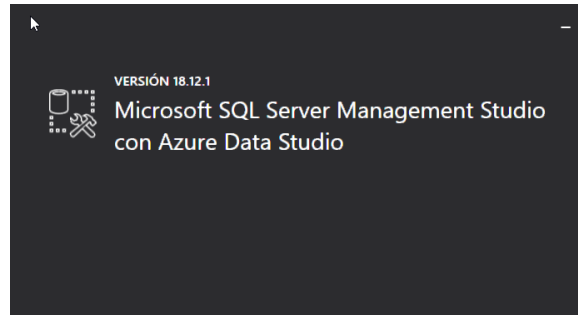 VERSIÓN 18.12.1
Microsoft SQL Server Management Studio
con Azure Data Studio